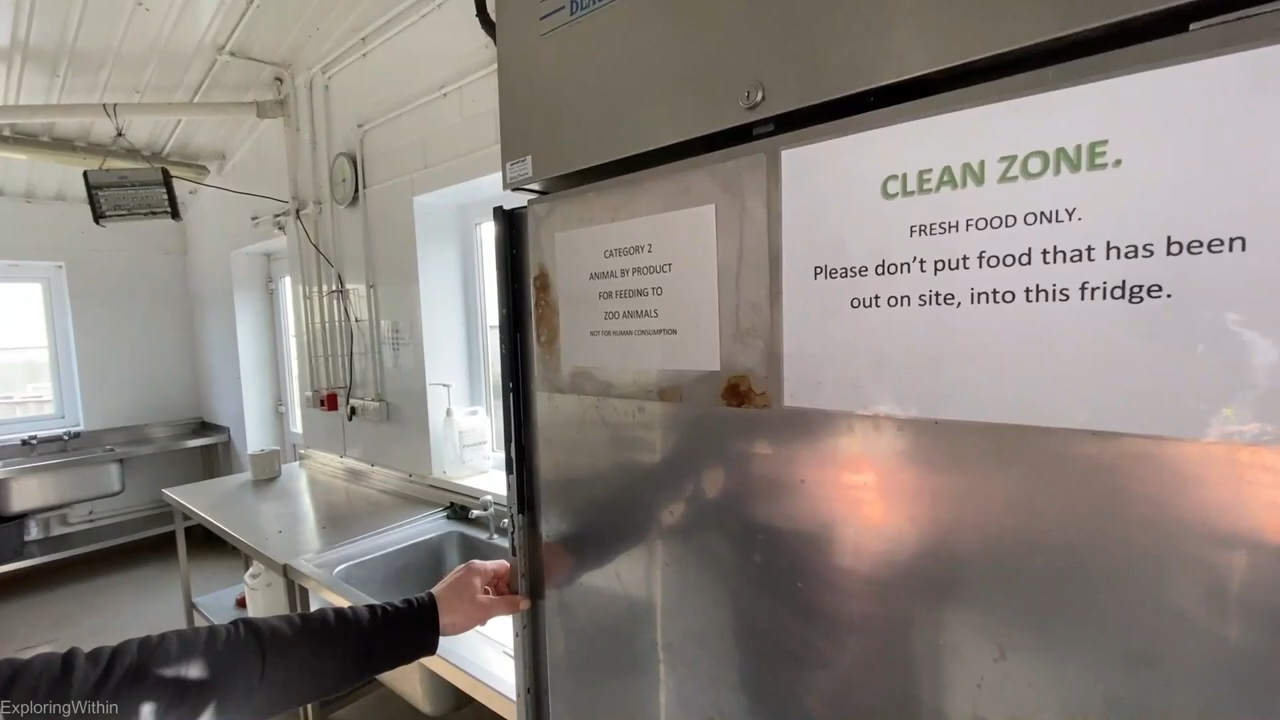 CLEAN ZONE.
FRESH FOOD ONLY.
Please don't put food that has been
out on site, into this fridge.
CATEGORY 2
ANIMAL BY PRODUCT
FOR FEEDING TO
ZOO ANIMALS
NOT FOR HUMAN CONSUMPTION
ExploringWithin